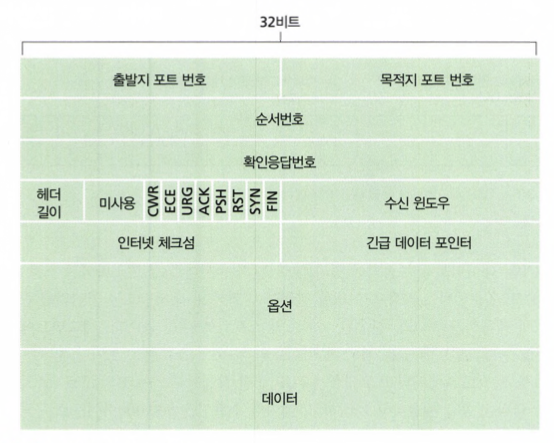 32비트
출발지 포트 번호
목적지 포트 번호
순서번호
확인응답번호
헤더
길이
미사용
CWR
ECE
URG
ACK
PSH
RST
SYN
FIN
수신 윈도우
인터넷 체크섬
긴급 데이터 포인터
옵션
데이터